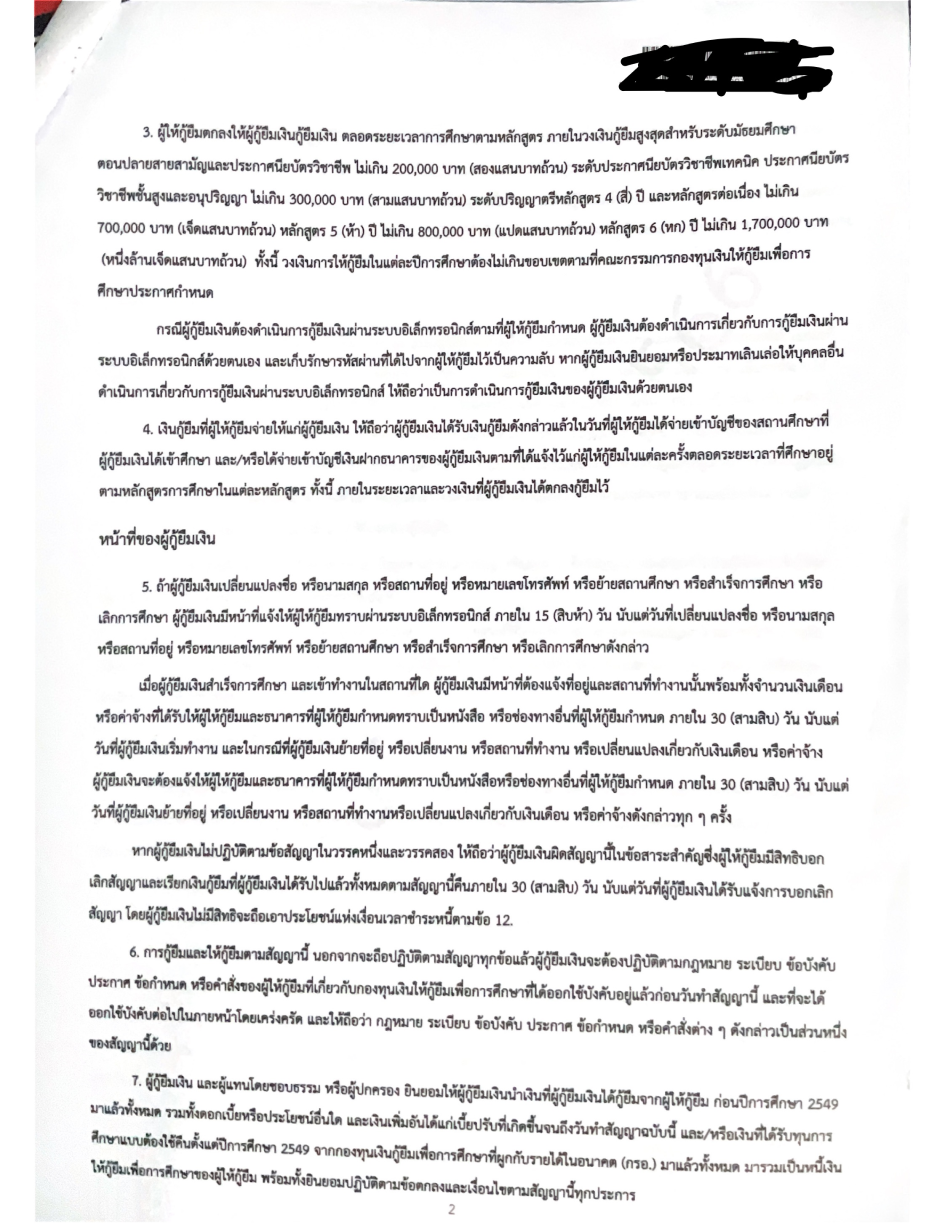 3. ผู้ให้กู้ยืมตกลงให้ผู้กู้ยืมเงินกู้ยืมเงิน ตลอดระยะเวลาการศึกษาตามหลักสูตร ภายในวงเงินกู้ยืมสูงสุดสำหรับระดับมัธยมศึกษา
ตอนปลายสายสามัญและประกาศนียบัตรวิชาชีพ ไม่เกิน 200,000 บาท (สองแสนบาทถ้วน) ระดับประกาศนียบัตรวิชาชีพเทคนิค ประกาศนียบัตร
วิชาชีพชั้นสูงและอนุปริญญา ไม่เกิน 300,000 บาท (สามแสนบาทถ้วน) ระดับปริญญาตรีหลักสูตร 4 (สี่) ปี และหลักสูตรต่อเนื่อง ไม่เกิน
700,000 บาท (เจ็ดแสนบาทถ้วน) หลักสูตร 5 (ห้า) ปี ไม่เกิน 800,000 บาท (แปดแสนบาทถ้วน) หลักสูตร 6 (หก) ปี ไม่เกิน 1,700,000 บาท
(หนึ่งล้านเจ็ดแสนบาทถ้วน) ทั้งนี้ วงเงินการให้กู้ยืมในแต่ละปีการศึกษาต้องไม่เกินขอบเขตตามที่คณะกรรมการกองทุนเงินให้กู้ยืมเพื่อการ
ศึกษาประกาศกำหนด
กรณีผู้กู้ยืมเงินต้องดำเนินการกู้ยืมเงินผ่านระบบอิเล็กทรอนิกส์ตามที่ผู้ให้กู้ยืมกำหนด ผู้กู้ยืมเงินต้องดำเนินการเกี่ยวกับการกู้ยืมเงินผ่าน
ระบบอิเล็กทรอนิกส์ด้วยตนเอง และเก็บรักษารหัสผ่านที่ได้ไปจากผู้ให้กู้ยืมไว้เป็นความลับ หากผู้กู้ยืมเงินยินยอมหรือประมาทเลินเล่อให้บุคคลอื่น
ดำเนินการเกี่ยวกับการกู้ยืมเงินผ่านระบบอิเล็กทรอนิกส์ ให้ถือว่าเป็นการดำเนินการกู้ยืมเงินของผู้กู้ยืมเงินด้วยตนเอง
4. เงินกู้ยืมที่ผู้ให้กู้ยืมจ่ายให้แก่ผู้กู้ยืมเงิน ให้ถือว่าผู้กู้ยืมเงินได้รับเงินกู้ยืมดังกล่าวแล้วในวันที่ผู้ให้กู้ยืมได้จ่ายเข้าบัญชีของสถานศึกษาที่
ผู้กู้ยืมเงินได้เข้าศึกษา และ/หรือได้จ่ายเข้าบัญชีเงินฝากธนาคารของผู้กู้ยืมเงินตามที่ได้แจ้งไว้แก่ผู้ให้กู้ยืมในแต่ละครั้งตลอดระยะเวลาที่ศึกษาอยู่
ตามหลักสูตรการศึกษาในแต่ละหลักสูตร ทั้งนี้ ภายในระยะเวลาและวงเงินที่ผู้กู้ยืมเงินได้ตกลงกู้ยืมไว้
หน้าที่ของผู้กู้ยืมเงิน
5. ถ้าผู้กู้ยืมเงินเปลี่ยนแปลงชื่อ หรือนามสกุล หรือสถานที่อยู่ หรือหมายเลขโทรศัพท์ หรือย้ายสถานศึกษา หรือสำเร็จการศึกษา หรือ
เลิกการศึกษา ผู้กู้ยืมเงินมีหน้าที่แจ้งให้ผู้ให้กู้ยืมทราบผ่านระบบอิเล็กทรอนิกส์ ภายใน 15 (สิบห้า) วัน นับแต่วันที่เปลี่ยนแปลงชื่อ หรือนามสกุล
หรือสถานที่อยู่ หรือหมายเลขโทรศัพท์ หรือย้ายสถานศึกษา หรือสำเร็จการศึกษา หรือเลิกการศึกษาดังกล่าว
เมื่อผู้กู้ยืมเงินสำเร็จการศึกษา และเข้าทำงานในสถานที่ใด ผู้กู้ยืมเงินมีหน้าที่ต้องแจ้งที่อยู่และสถานที่ทำงานนั้นพร้อมทั้งจำนวนเงินเดือน
หรือค่าจ้างที่ได้รับให้ผู้ให้กู้ยืมและธนาคารที่ผู้ให้กู้ยืมกำหนดทราบเป็นหนังสือ หรือช่องทางอื่นที่ผู้ให้กู้ยืมกำหนด ภายใน 30 (สามสิบ) วัน นับแต่
วันที่ผู้กู้ยืมเงินเริ่มทำงาน และในกรณีที่ผู้กู้ยืมเงินย้ายที่อยู่ หรือเปลี่ยนงาน หรือสถานที่ทำงาน หรือเปลี่ยนแปลงเกี่ยวกับเงินเดือน หรือค่าจ้าง
ผู้กู้ยืมเงินจะต้องแจ้งให้ผู้ให้กู้ยืมและธนาคารที่ผู้ให้กู้ยืมกำหนดทราบเป็นหนังสือหรือช่องทางอื่นที่ผู้ให้กู้ยืมกำหนด ภายใน 30 (สามสิบ) วัน นับแต่
วันที่ผู้กู้ยืมเงินย้ายที่อยู่ หรือเปลี่ยนงาน หรือสถานที่ทำงานหรือเปลี่ยนแปลงเกี่ยวกับเงินเดือน หรือค่าจ้างดังกล่าวทุก ๆ ครั้ง
หากผู้กู้ยืมเงินไม่ปฏิบัติตามข้อสัญญาในวรรคหนึ่งและวรรคสอง ให้ถือว่าผู้กู้ยืมเงินผิดสัญญานี้ในข้อสาระสำคัญซึ่งผู้ให้กู้ยืมมีสิทธิบอก
เลิกสัญญาและเรียกเงินกู้ยืมที่ผู้กู้ยืมเงินได้รับไปแล้วทั้งหมดตามสัญญานี้คืนภายใน 30 (สามสิบ) วัน นับแต่วันที่ผู้กู้ยืมเงินได้รับแจ้งการบอกเลิก
สัญญา โดยผู้กู้ยืมเงินไม่มีสิทธิจะถือเอาประโยชน์แห่งเงื่อนเวลาชำระหนี้ตามข้อ 12.
6. การกู้ยืมและให้กู้ยืมตามสัญญานี้ นอกจากจะถือปฏิบัติตามสัญญาทุกข้อแล้วผู้กู้ยืมเงินจะต้องปฏิบัติตามกฎหมาย ระเบียบ ข้อบังคับ
ประกาศ ข้อกำหนด หรือคำสั่งของผู้ให้กู้ยืมที่เกี่ยวกับกองทุนเงินให้กู้ยืมเพื่อการศึกษาที่ได้ออกใช้บังคับอยู่แล้วก่อนวันทำสัญญานี้ และที่จะได้
ออกใช้บังคับต่อไปในภายหน้าโดยเคร่งครัด และให้ถือว่า กฎหมาย ระเบียบ ข้อบังคับ ประกาศ ข้อกำหนด หรือคำสั่งต่าง ๆ ดังกล่าวเป็นส่วนหนึ่ง
ของสัญญานี้ด้วย
7. ผู้กู้ยืมเงิน และผู้แทนโดยชอบธรรม หรือผู้ปกครอง ยินยอมให้ผู้กู้ยืมเงินนำเงินที่ผู้กู้ยืมเงินได้กู้ยืมจากผู้ให้กู้ยืม ก่อนปีการศึกษา 2549
มาแล้วทั้งหมด รวมทั้งดอกเบี้ยหรือประโยชน์อื่นใด และเงินเพิ่มอันได้แก่เบี้ยปรับที่เกิดขึ้นจนถึงวันทำสัญญาฉบับนี้ และ/หรือเงินที่ได้รับทุนการ
ศึกษาแบบต้องใช้คืนตั้งแต่ปีการศึกษา 2549 จากกองทุนเงินกู้ยืมเพื่อการศึกษาที่ผูกกับรายได้ในอนาคต (กรอ.) มาแล้วทั้งหมด มารวมเป็นหนี้เงิน
ให้กู้ยืมเพื่อการศึกษาของผู้ให้กู้ยืม พร้อมทั้งยินยอมปฏิบัติตามข้อตกลงและเงื่อนไขตามสัญญานี้ทุกประการ
2